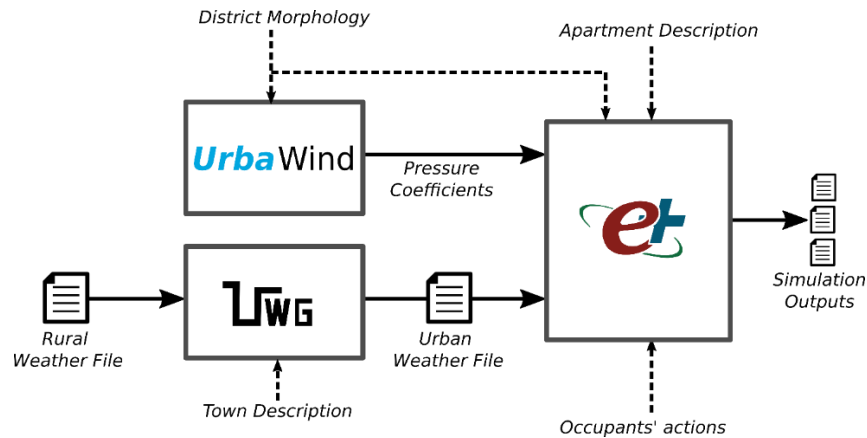 District Morphology
Apartment Description
UrbaWind
Pressure
Coefficients
e+
Simulation
Outputs
UWG
Rural
Weather File
Urban
Weather File
Town Description
Occupants' actions